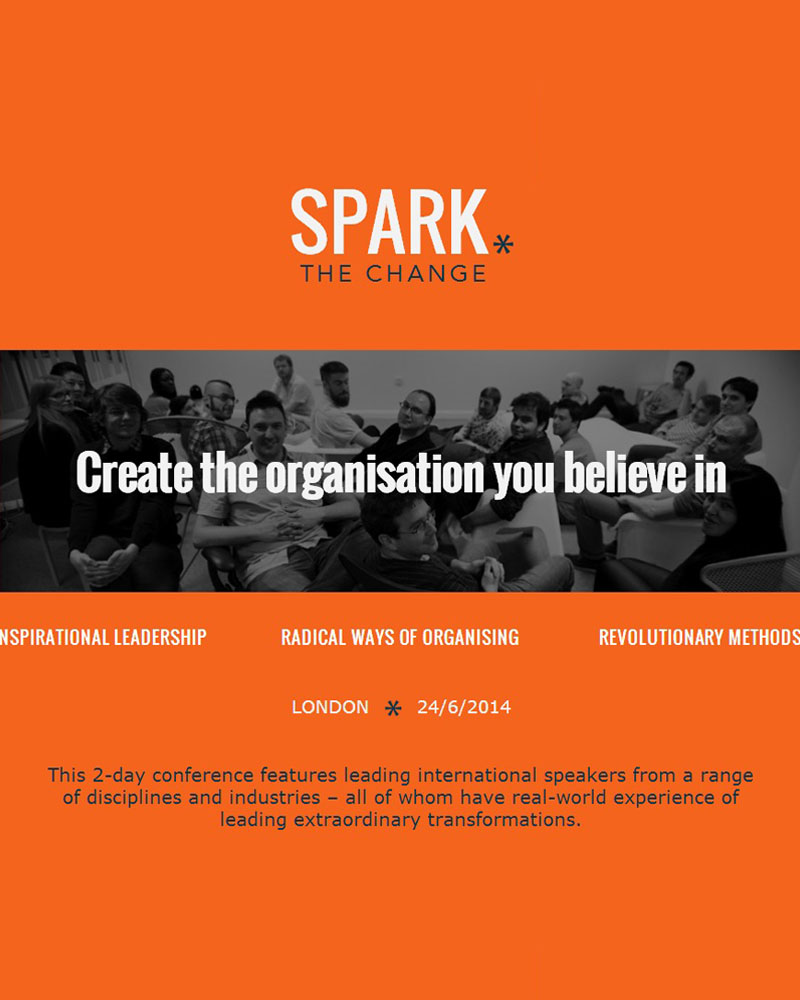 SPARK*
THE CHANGE
Create the organisation you believe in
NSPIRATIONAL LEADERSHIP RADICAL WAYS OF ORGANISING REVOLUTIONARY METHODS
LONDON * 24/6/2014
This 2-day conference features leading international speakers from a range
of disciplines and industries – all of whom have real-world experience of
leading extraordinary transformations.